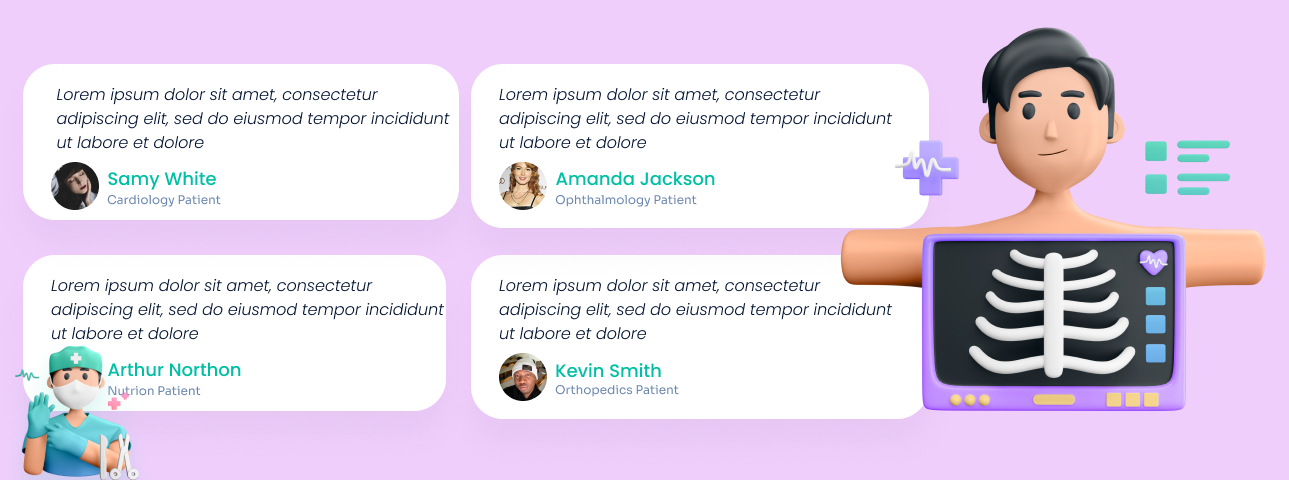 Lorem ipsum dolor sit amet, consectetur
adipiscing elit, sed do eiusmod tempor incididunt
ut labore et dolore
Samy White
Cardiology Patient
Lorem ipsum dolor sit amet, consectetur
adipiscing elit, sed do eiusmod tempor incididunt
ut labore et dolore
Amanda Jackson
Ophthalmology Patient
Lorem ipsum dolor sit amet, consectetur
adipiscing elit, sed do eiusmod tempor incididunt
ut labore et dolore
Arthur Northon
Nutrion Patient
Lorem ipsum dolor sit amet, consectetur
adipiscing elit, sed do eiusmod tempor incididunt
ut labore et dolore
Kevin Smith
Orthopedics Patient